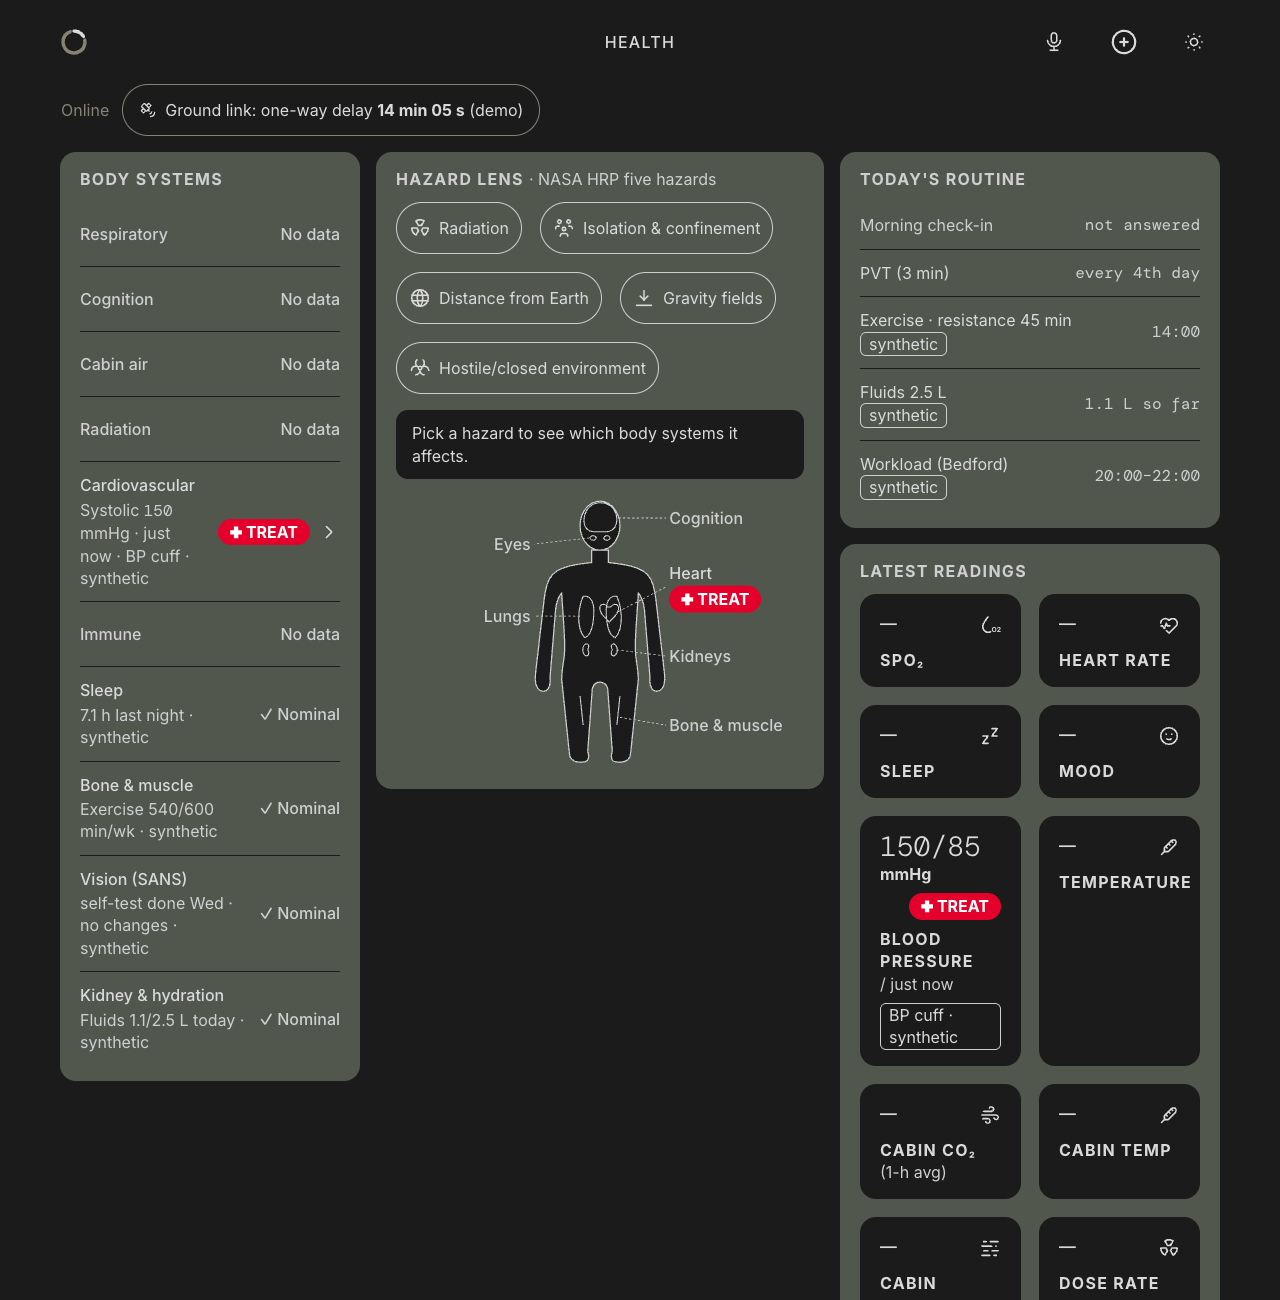 HEALTH
Online
Ground link: one-way delay 14 min 05 s (demo)
BODY SYSTEMS
Respiratory No data
Cognition No data
Cabin air No data
Radiation No data
Cardiovascular
Systolic 150
mmHg · just
now · BP cuff ·
synthetic
TREAT
Immune No data
Sleep
7.1 h last night ·
synthetic
Nominal
Bone & muscle
Exercise 540/600
min/wk · synthetic
Nominal
Vision (SANS)
self-test done Wed ·
no changes ·
synthetic
Nominal
Kidney & hydration
Fluids 1.1/2.5 L today ·
synthetic
Nominal
HAZARD LENS · NASA HRP five hazards
Radiation
Isolation & confinement
Distance from Earth
Gravity fields
Hostile/closed environment
Pick a hazard to see which body systems it
affects.
Cognition
Eyes
Heart
TREAT
Lungs
Kidneys
Bone & muscle
TODAY'S ROUTINE
Morning check-in not answered
PVT (3 min) every 4th day
Exercise · resistance 45 min
synthetic
14:00
Fluids 2.5 L
synthetic
1.1 L so far
Workload (Bedford)
synthetic
20:00–22:00
LATEST READINGS
—
O2
SPO₂
—
HEART RATE
—
zZ
SLEEP
—
MOOD
150/85
mmHg
TREAT
BLOOD
PRESSURE
/ just now
BP cuff ·
synthetic
—
TEMPERATURE
—
CABIN CO₂
(1-h avg)
—
CABIN TEMP
—
CABIN
—
DOSE RATE